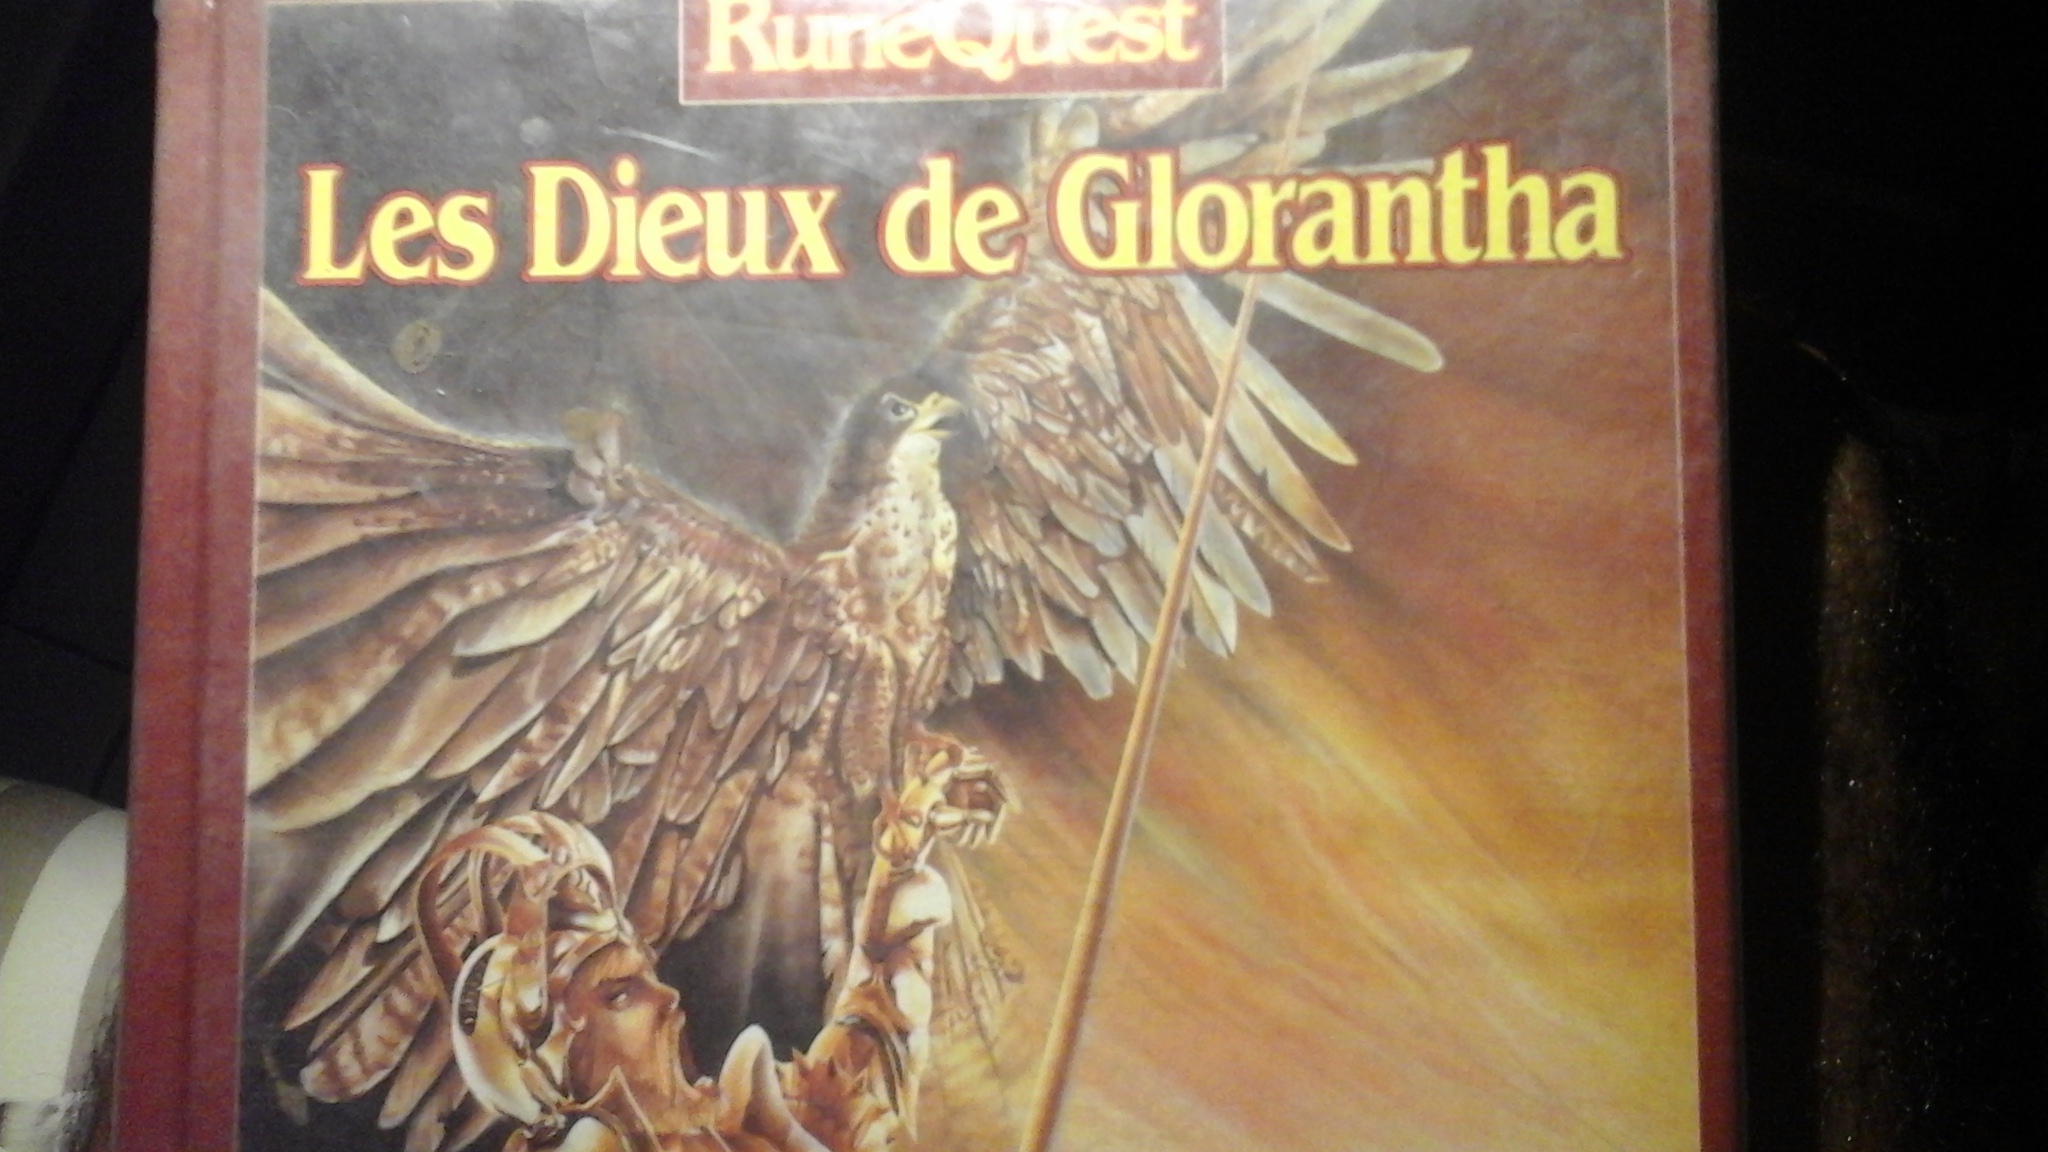 RuneQuest
Les Dieux de Glorantha